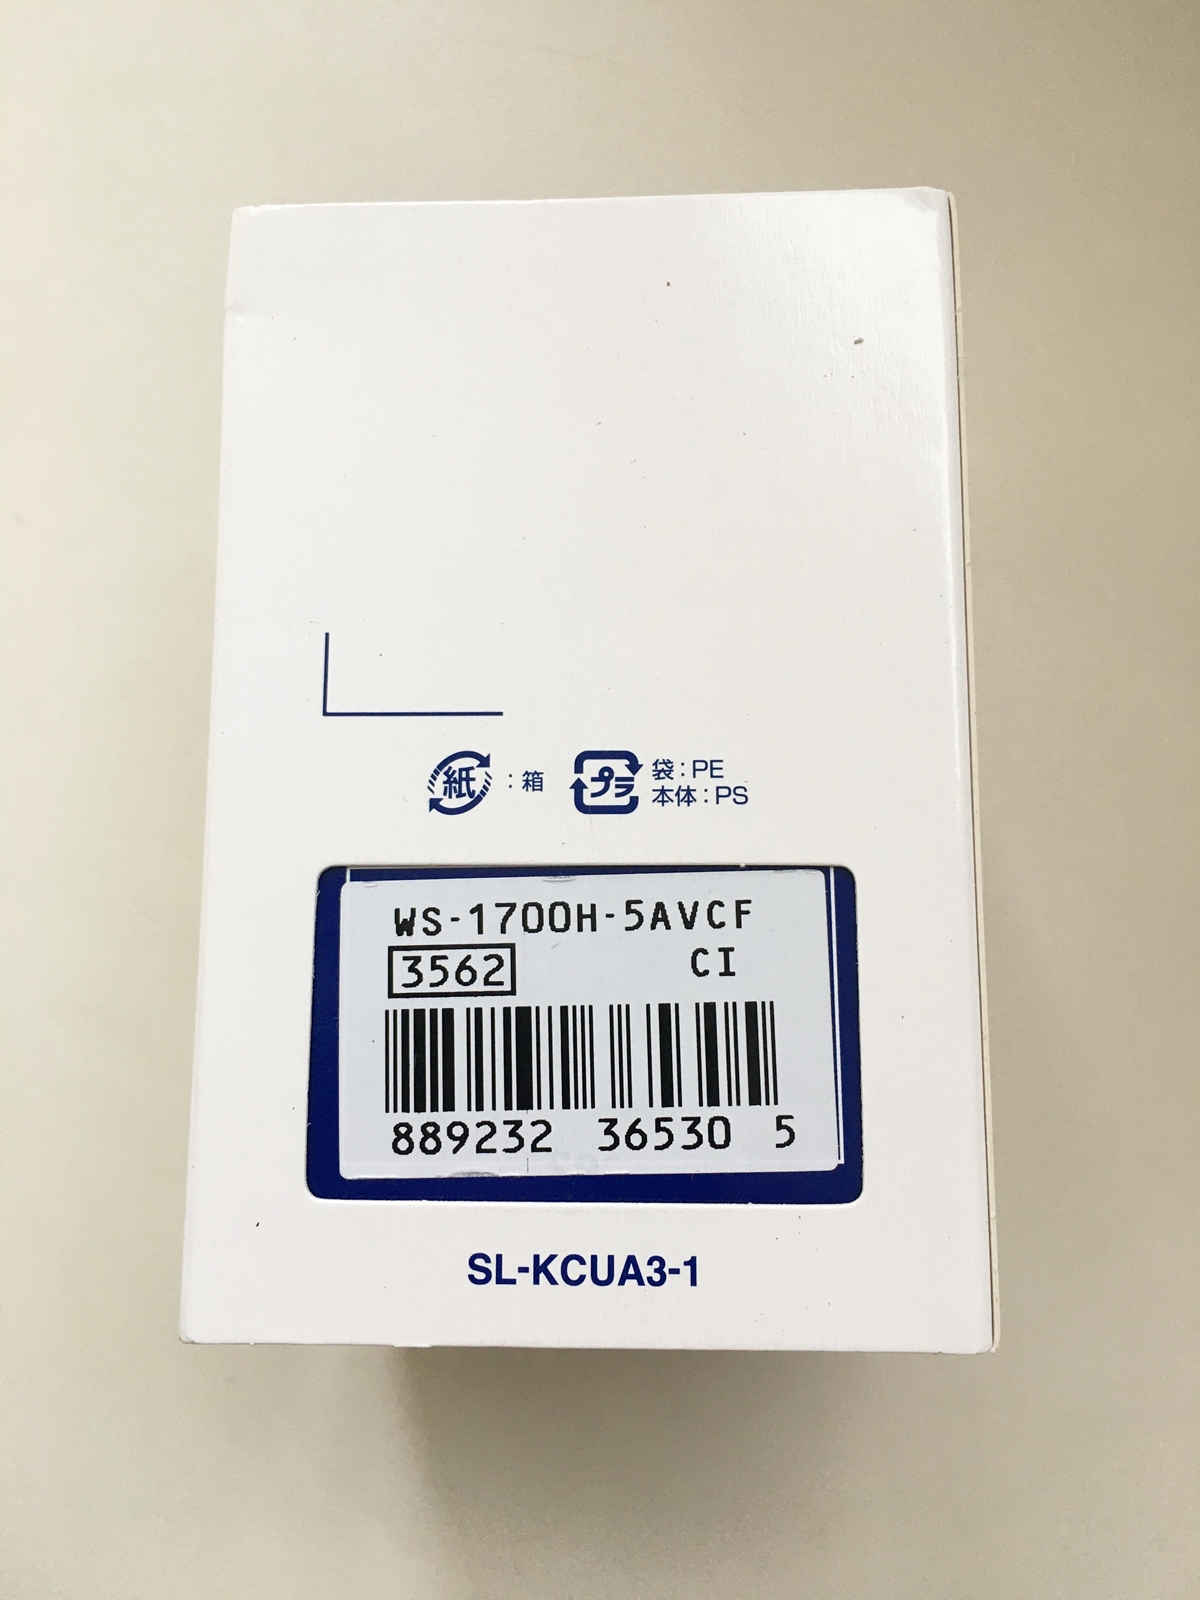 紙 : 箱
プラ 袋 : PE
本体 : PS
WS-1700H-5AVCF
3562 CI
889232 36530 5
SL-KCUA3-1